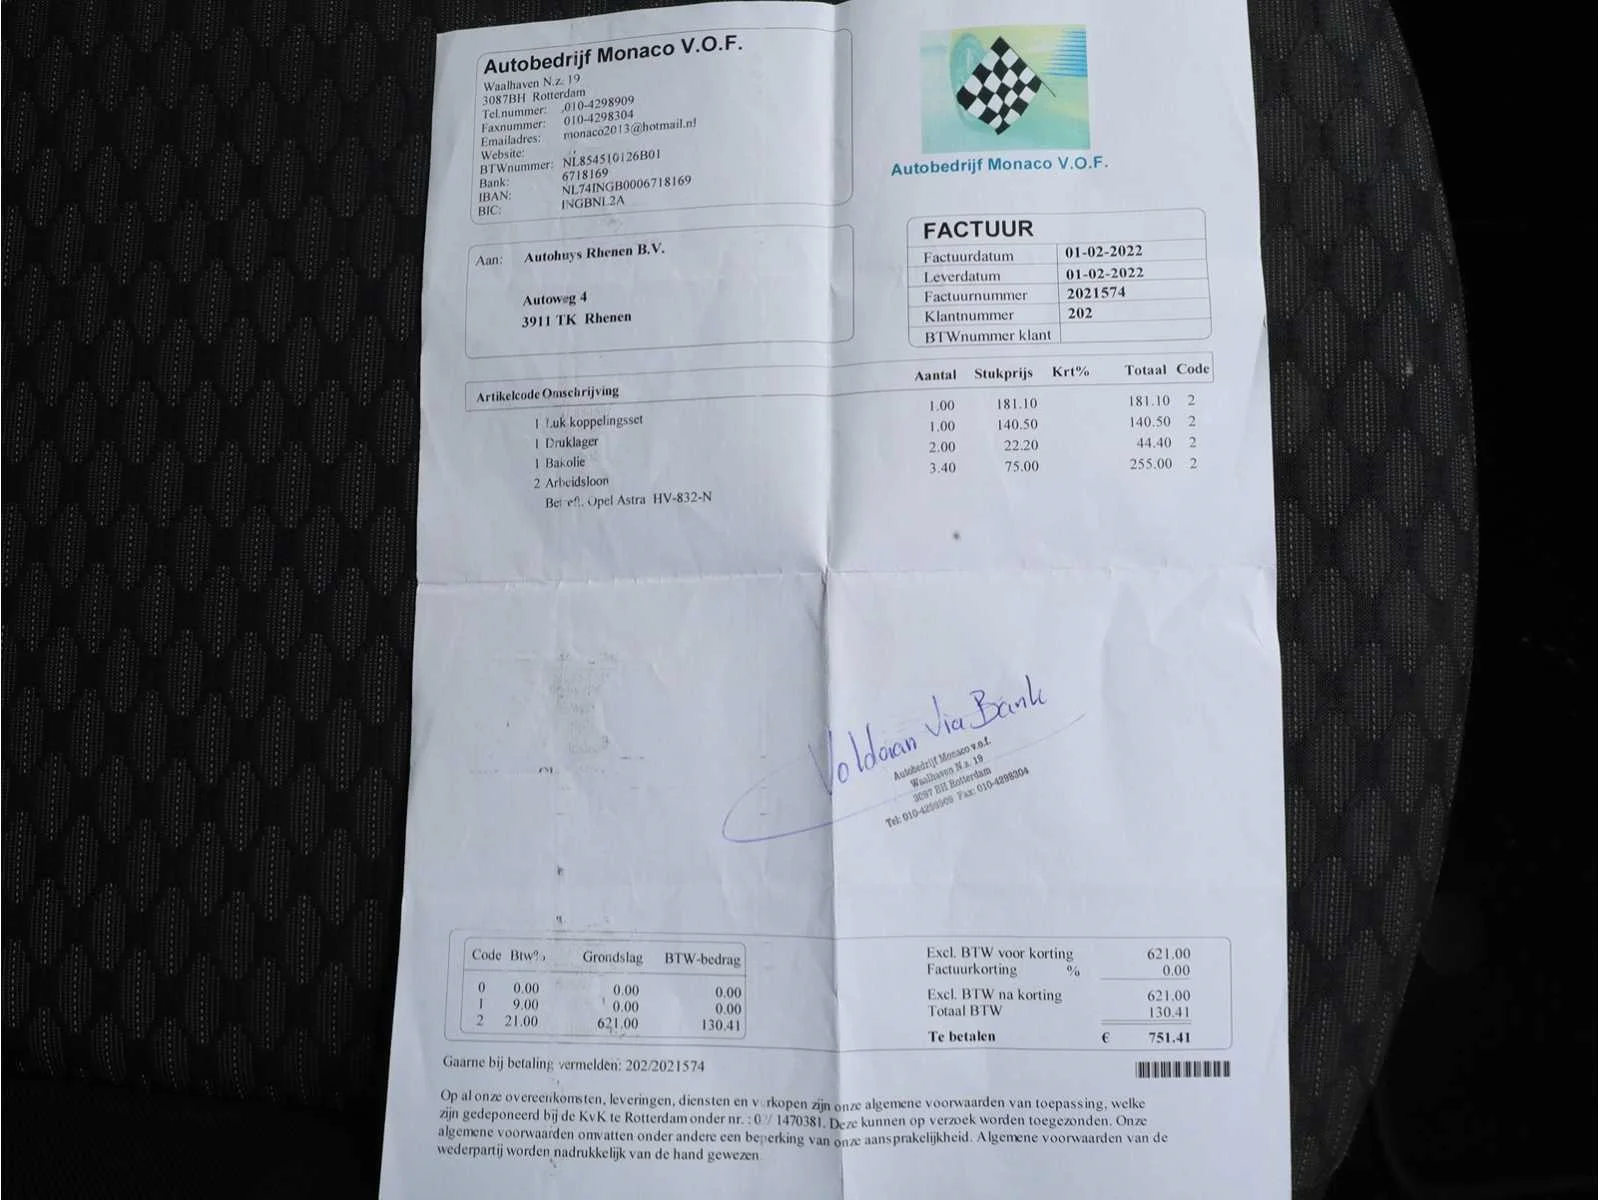 Autobedrijf Monaco V.O.F.
Waalhaven N.z. 19
3087BH Rotterdam
Tel.nummer: 010-4298909
Faxnummer: 010-4298304
Emailadres: monaco2013@hotmail.nl
Website:
BTWnummer: NL854510126B01
Bank: 6718169
IBAN: NL74INGB0006718169
BIC: INGBNL2A
Autobedrijf Monaco V.O.F.
Aan: Autohuys Rhenen B.V.
Autoweg 4
3911 TK Rhenen
FACTUUR
Factuurdatum 01-02-2022
Leverdatum 01-02-2022
Factuurnummer 2021574
Klantnummer 202
BTWnummer klant
Artikelcode Omschrijving Aantal Stukprijs Krt% Totaal Code
1 Luk koppelingsset 1.00 181.10 181.10 2
1 Druklager 1.00 140.50 140.50 2
1 Bakolie 2.00 22.20 44.40 2
2 Arbeidsloon 3.40 75.00 255.00 2
Betreft. Opel Astra HV-832-N
Voldaan Via Bank
Autobedrijf Monaco v.o.f.
Waalhaven N.z. 19
3087 BH Rotterdam
Tel: 010-4298909 Fax: 010-4298304
Code Btw% Grondslag BTW-bedrag
0 0.00 0.00 0.00
1 9.00 0.00 0.00
2 21.00 621.00 130.41
Excl. BTW voor korting 621.00
Factuurkorting % 0.00
Excl. BTW na korting 621.00
Totaal BTW 130.41
Te betalen € 751.41
Gaarne bij betaling vermelden: 202/2021574
Op al onze overeenkomsten, leveringen, diensten en verkopen zijn onze algemene voorwaarden van toepassing, welke
zijn gedeponeerd bij de KvK te Rotterdam onder nr. : 1470381. Deze kunnen op verzoek worden toegezonden. Onze
algemene voorwaarden omvatten onder andere een beperking van onze aansprakelijkheid. Algemene voorwaarden van de
wederpartij worden nadrukkelijk van de hand gewezen